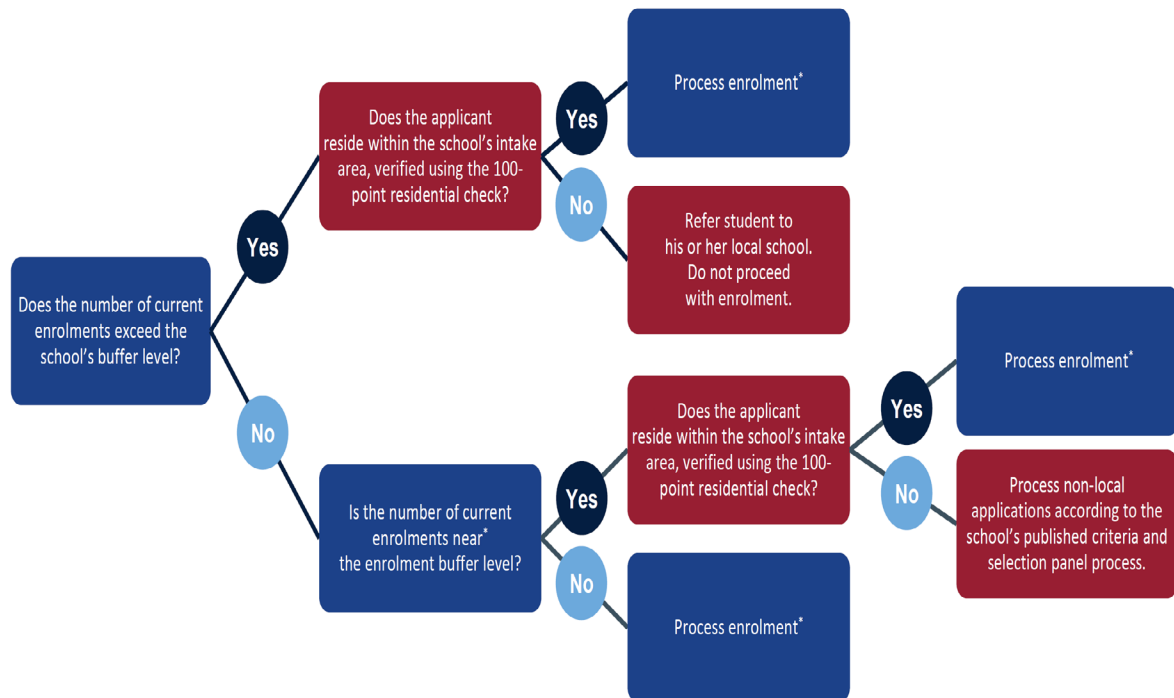 Does the number of current
enrolments exceed the
school's buffer level?
Yes
Does the applicant
reside within the school's intake
area, verified using the 100-
point residential check?
Yes
Process enrolment*
No
Refer student to
his or her local school.
Do not proceed
with enrolment.
No
Is the number of current
enrolments near*
the enrolment buffer level?
Yes
Does the applicant
reside within the school's intake
area, verified using the 100-
point residential check?
Yes
Process enrolment*
No
Process non-local
applications according to the
school's published criteria and
selection panel process.
No
Process enrolment*